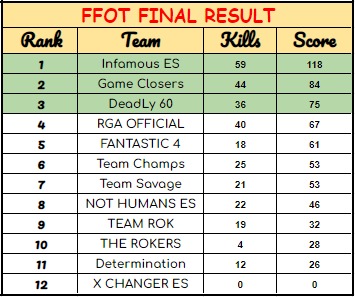 FFOT FINAL RESULT
Rank Team Kills Score
1 Infamous ES 59 118
2 Game Closers 44 84
3 DeadLy 60 36 75
4 RGA OFFICIAL 40 67
5 FANTASTIC 4 18 61
6 Team Champs 25 53
7 Team Savage 21 53
8 NOT HUMANS ES 22 46
9 TEAM ROK 19 32
10 THE ROKERS 4 28
11 Determination 12 26
12 X CHANGER ES 0 0